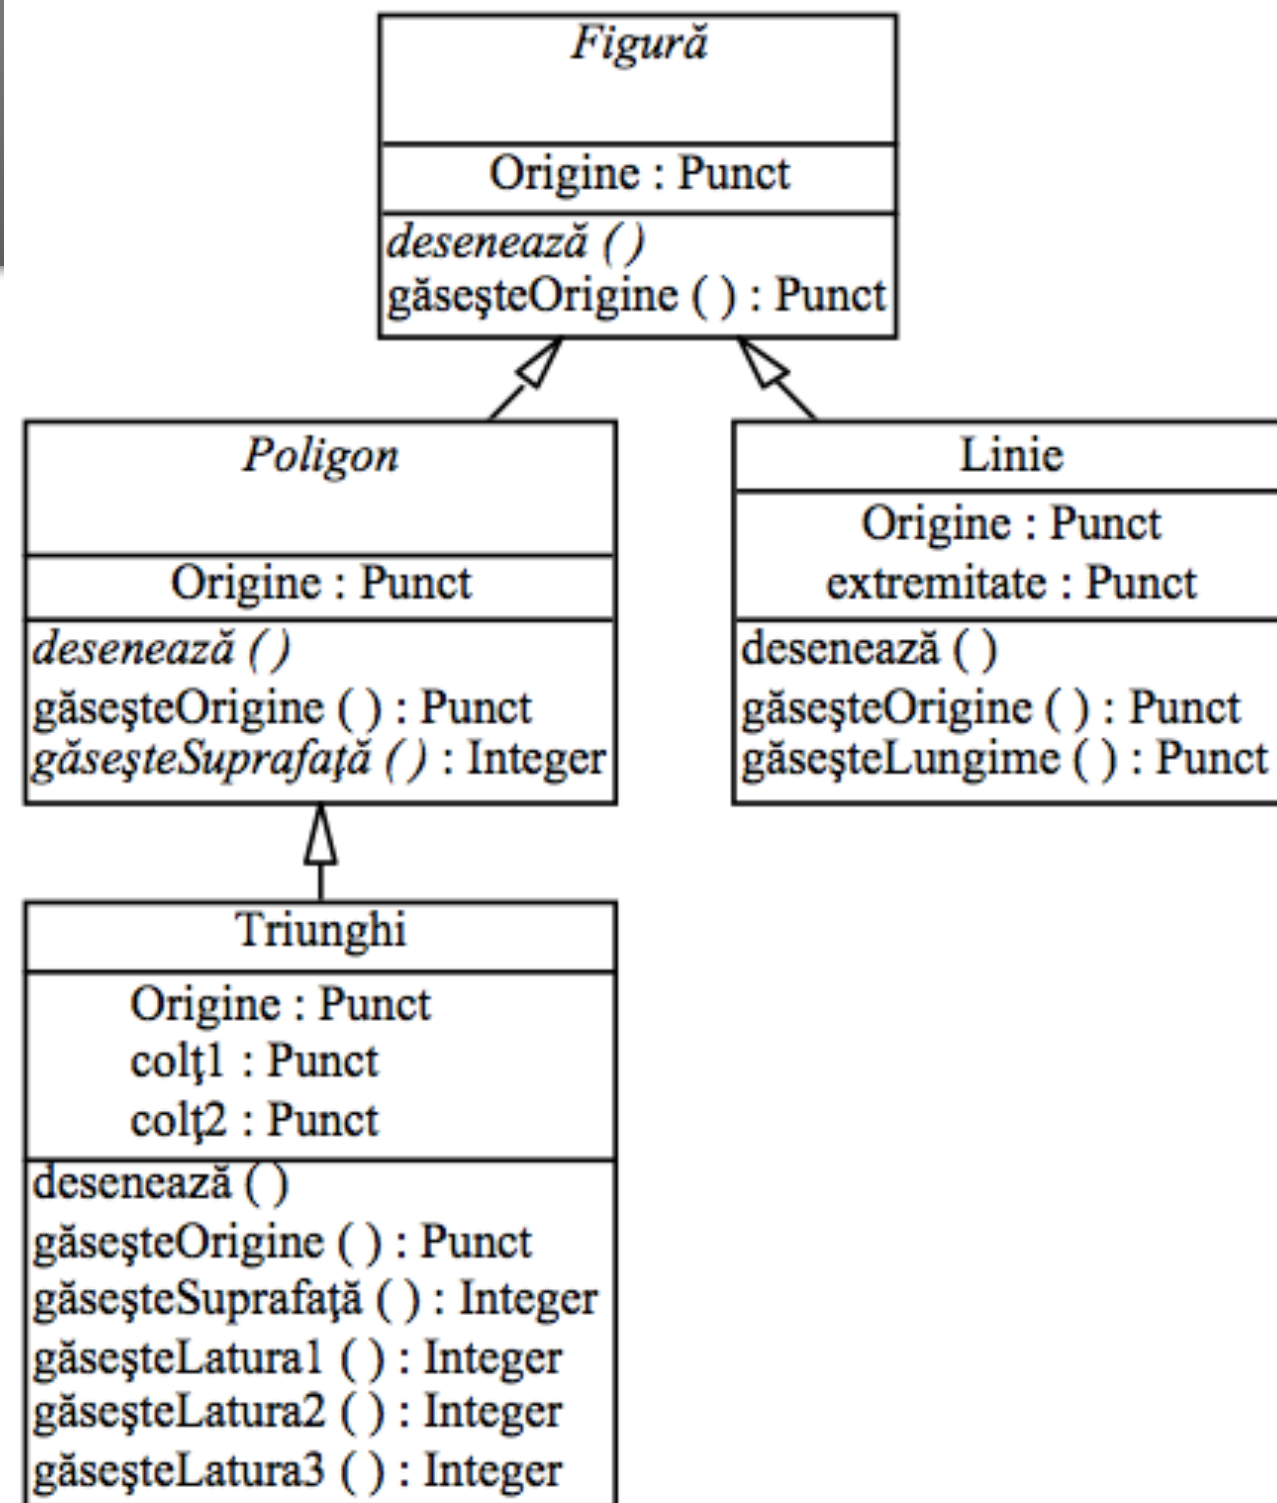 Figură
Origine : Punct
desenează ( )
găseşteOrigine ( ) : Punct
Poligon
Origine : Punct
desenează ( )
găseşteOrigine ( ) : Punct
găseşteSuprafaţă ( ) : Integer
Linie
Origine : Punct
extremitate : Punct
desenează ( )
găseşteOrigine ( ) : Punct
găseşteLungime ( ) : Punct
Triunghi
Origine : Punct
colţ1 : Punct
colţ2 : Punct
desenează ( )
găseşteOrigine ( ) : Punct
găseşteSuprafaţă ( ) : Integer
găseşteLatura1 ( ) : Integer
găseşteLatura2 ( ) : Integer
găseşteLatura3 ( ) : Integer